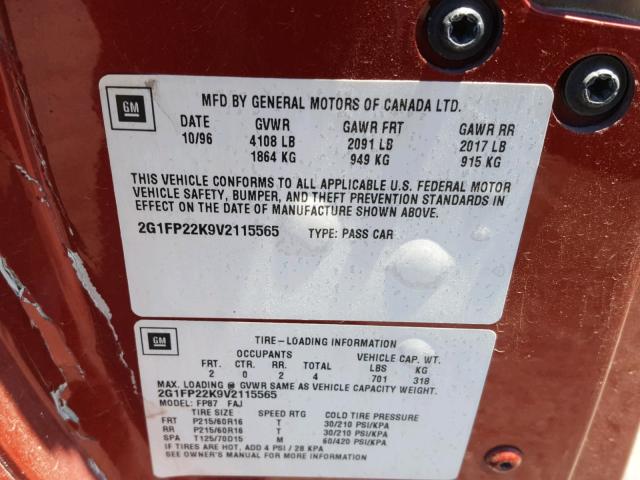 GM
MFD BY GENERAL MOTORS OF CANADA LTD.
DATE GVWR GAWR FRT GAWR RR
10/96 4108 LB 2091 LB 2017 LB
1864 KG 949 KG 915 KG
THIS VEHICLE CONFORMS TO ALL APPLICABLE U.S. FEDERAL MOTOR
VEHICLE SAFETY, BUMPER, AND THEFT PREVENTION STANDARDS IN
EFFECT ON THE DATE OF MANUFACTURE SHOWN ABOVE.
2G1FP22K9V2115565 TYPE: PASS CAR
GM
TIRE-LOADING INFORMATION
OCCUPANTS VEHICLE CAP. WT.
FRT. CTR. RR. TOTAL LBS KG
2 0 2 4 701 318
MAX. LOADING @ GVWR SAME AS VEHICLE CAPACITY WEIGHT.
2G1FP22K9V2115565
MODEL: FP87 FAJ
TIRE SIZE SPEED RTG COLD TIRE PRESSURE
FRT P215/60R16 T 30/210 PSI/KPA
RR P215/60R16 T 30/210 PSI/KPA
SPA T125/70D15 M 60/420 PSI/KPA
IF TIRES ARE HOT, ADD 4 PSI / 28 KPA
SEE OWNER'S MANUAL FOR MORE INFORMATION